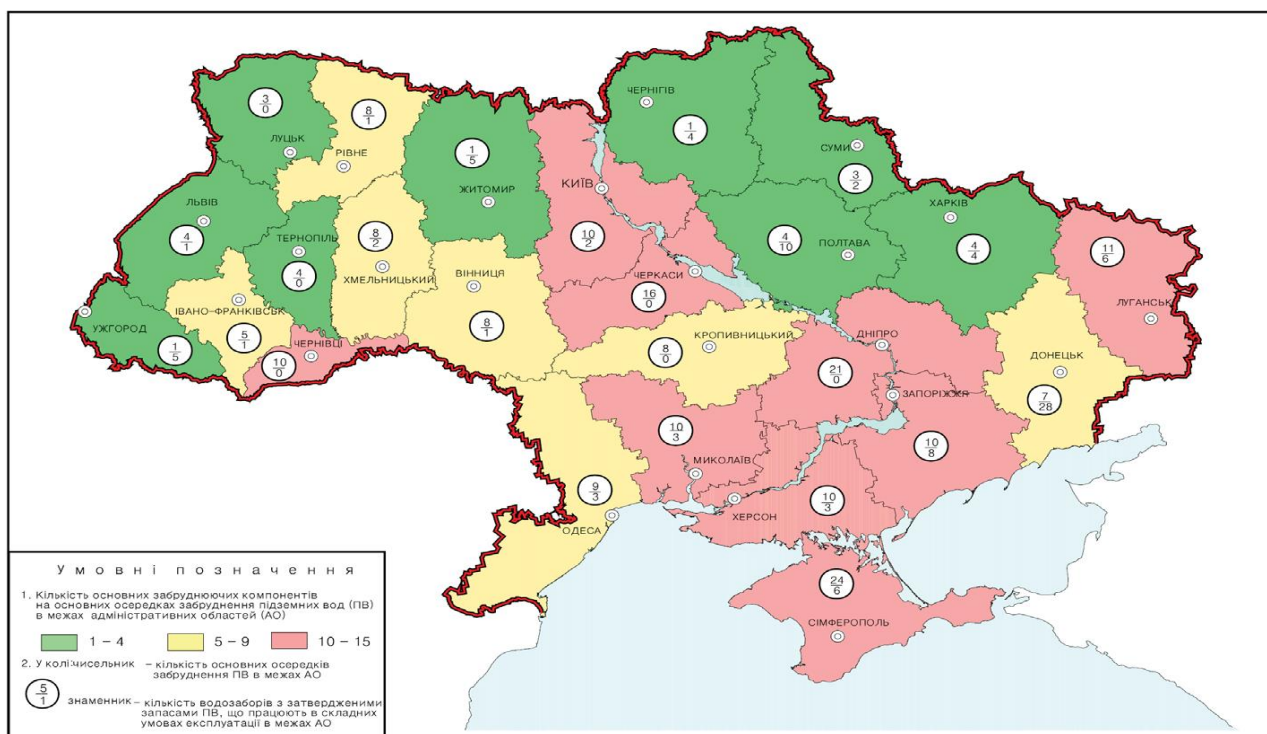 ЧЕРНІГІВ
3
0
8
1
1
4
СУМИ
ЛУЦЬК
РІВНЕ
1
5
3
2
КИЇВ
ЖИТОМИР
ХАРКІВ
ЛЬВІВ
4
1
ТЕРНОПІЛЬ
8
2
10
2
4
10
ПОЛТАВА
4
4
11
6
4
0
ХМЕЛЬНИЦЬКИЙ
ВІННИЦЯ
ЧЕРКАСИ
16
0
ЛУГАНСЬК
ІВАНО-ФРАНКІВСЬК
УЖГОРОД
5
1
8
1
КРОПИВНИЦЬКИЙ
ДНІПРО
1
5
10
0
ЧЕРНІВЦІ
8
0
21
0
ДОНЕЦЬК
ЗАПОРІЖЖЯ
7
28
10
3
10
8
МИКОЛАЇВ
9
3
ОДЕСА
ХЕРСОН
10
3
24
6
СІМФЕРОПОЛЬ
Умовні позначення
1. Кількість основних забруднюючих компонентів
на основних осередках забруднення підземних вод (ПВ)
в межах адміністративних областей (АО)
1 – 4 5 – 9 10 – 15
2. У колі:чисельник – кількість основних осередків
забруднення ПВ в межах АО
5
1
знаменник – кількість водозаборів з затвердженими
запасами ПВ, що працюють в складних
умовах експлуатації в межах АО